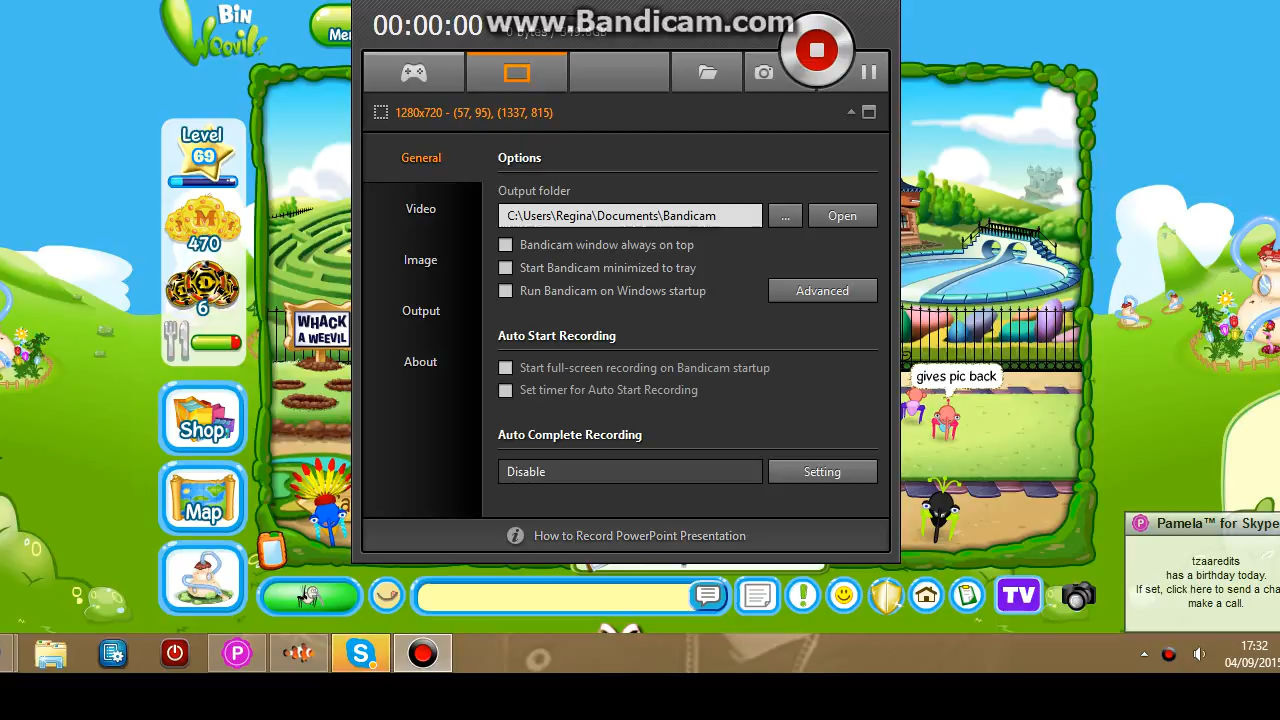 BiN
Weevils
00:00:00
www.Bandicam.com
1280x720 - (57, 95), (1337, 815)
Level
69
General
Options
M
470
Output folder
Video
C:\Users\Regina\Documents\Bandicam
...
Open
Bandicam window always on top
Image
Start Bandicam minimized to tray
D
6
Run Bandicam on Windows startup
Advanced
Output
WHACK
A WEEVIL
Auto Start Recording
About
Start full-screen recording on Bandicam startup
gives pic back
Set timer for Auto Start Recording
Shop
Auto Complete Recording
Disable
Setting
Map
How to Record PowerPoint Presentation
Pamela™ for Skype
tzaaredits
has a birthday today.
If set, click here to send a cha
make a call.
TV
17:32
04/09/2015